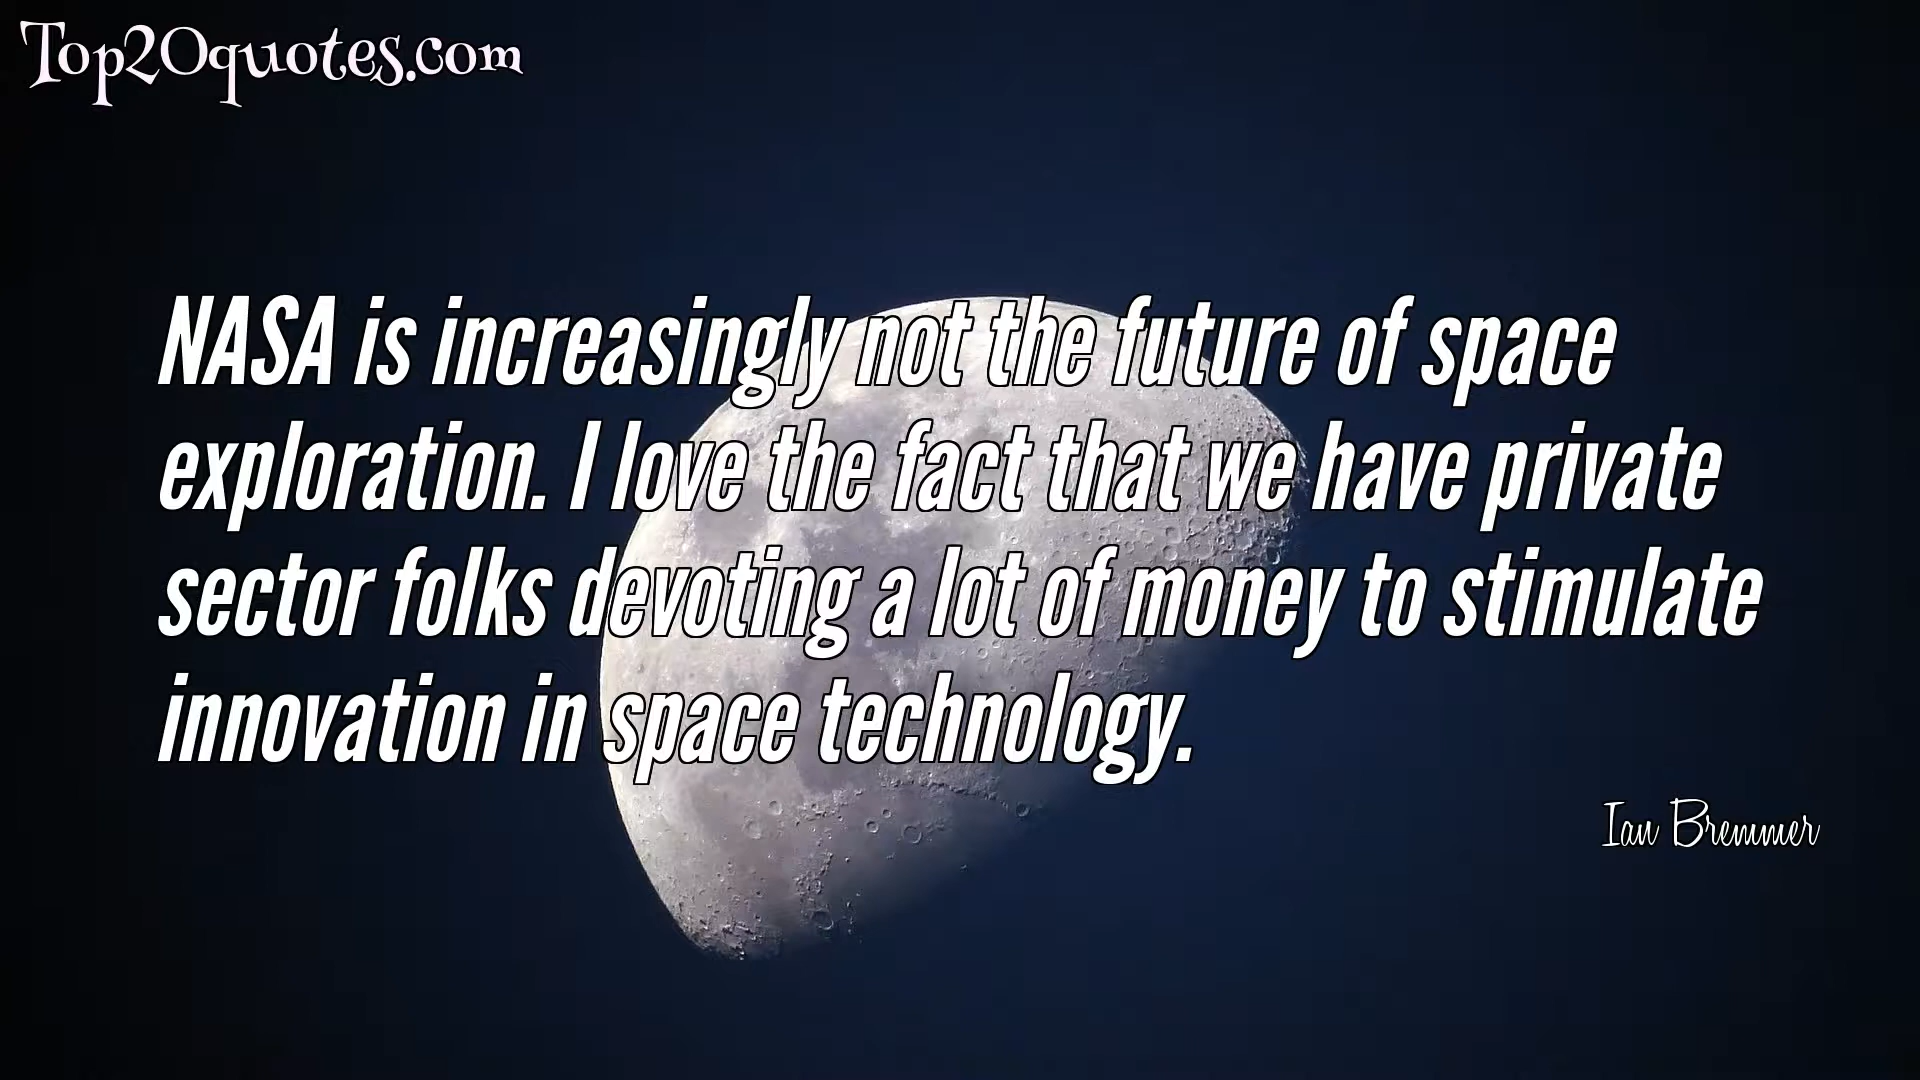 Top20quotes.com
NASA is increasingly not the future of space
exploration. I love the fact that we have private
sector folks devoting a lot of money to stimulate
innovation in space technology.
Ian Bremmer